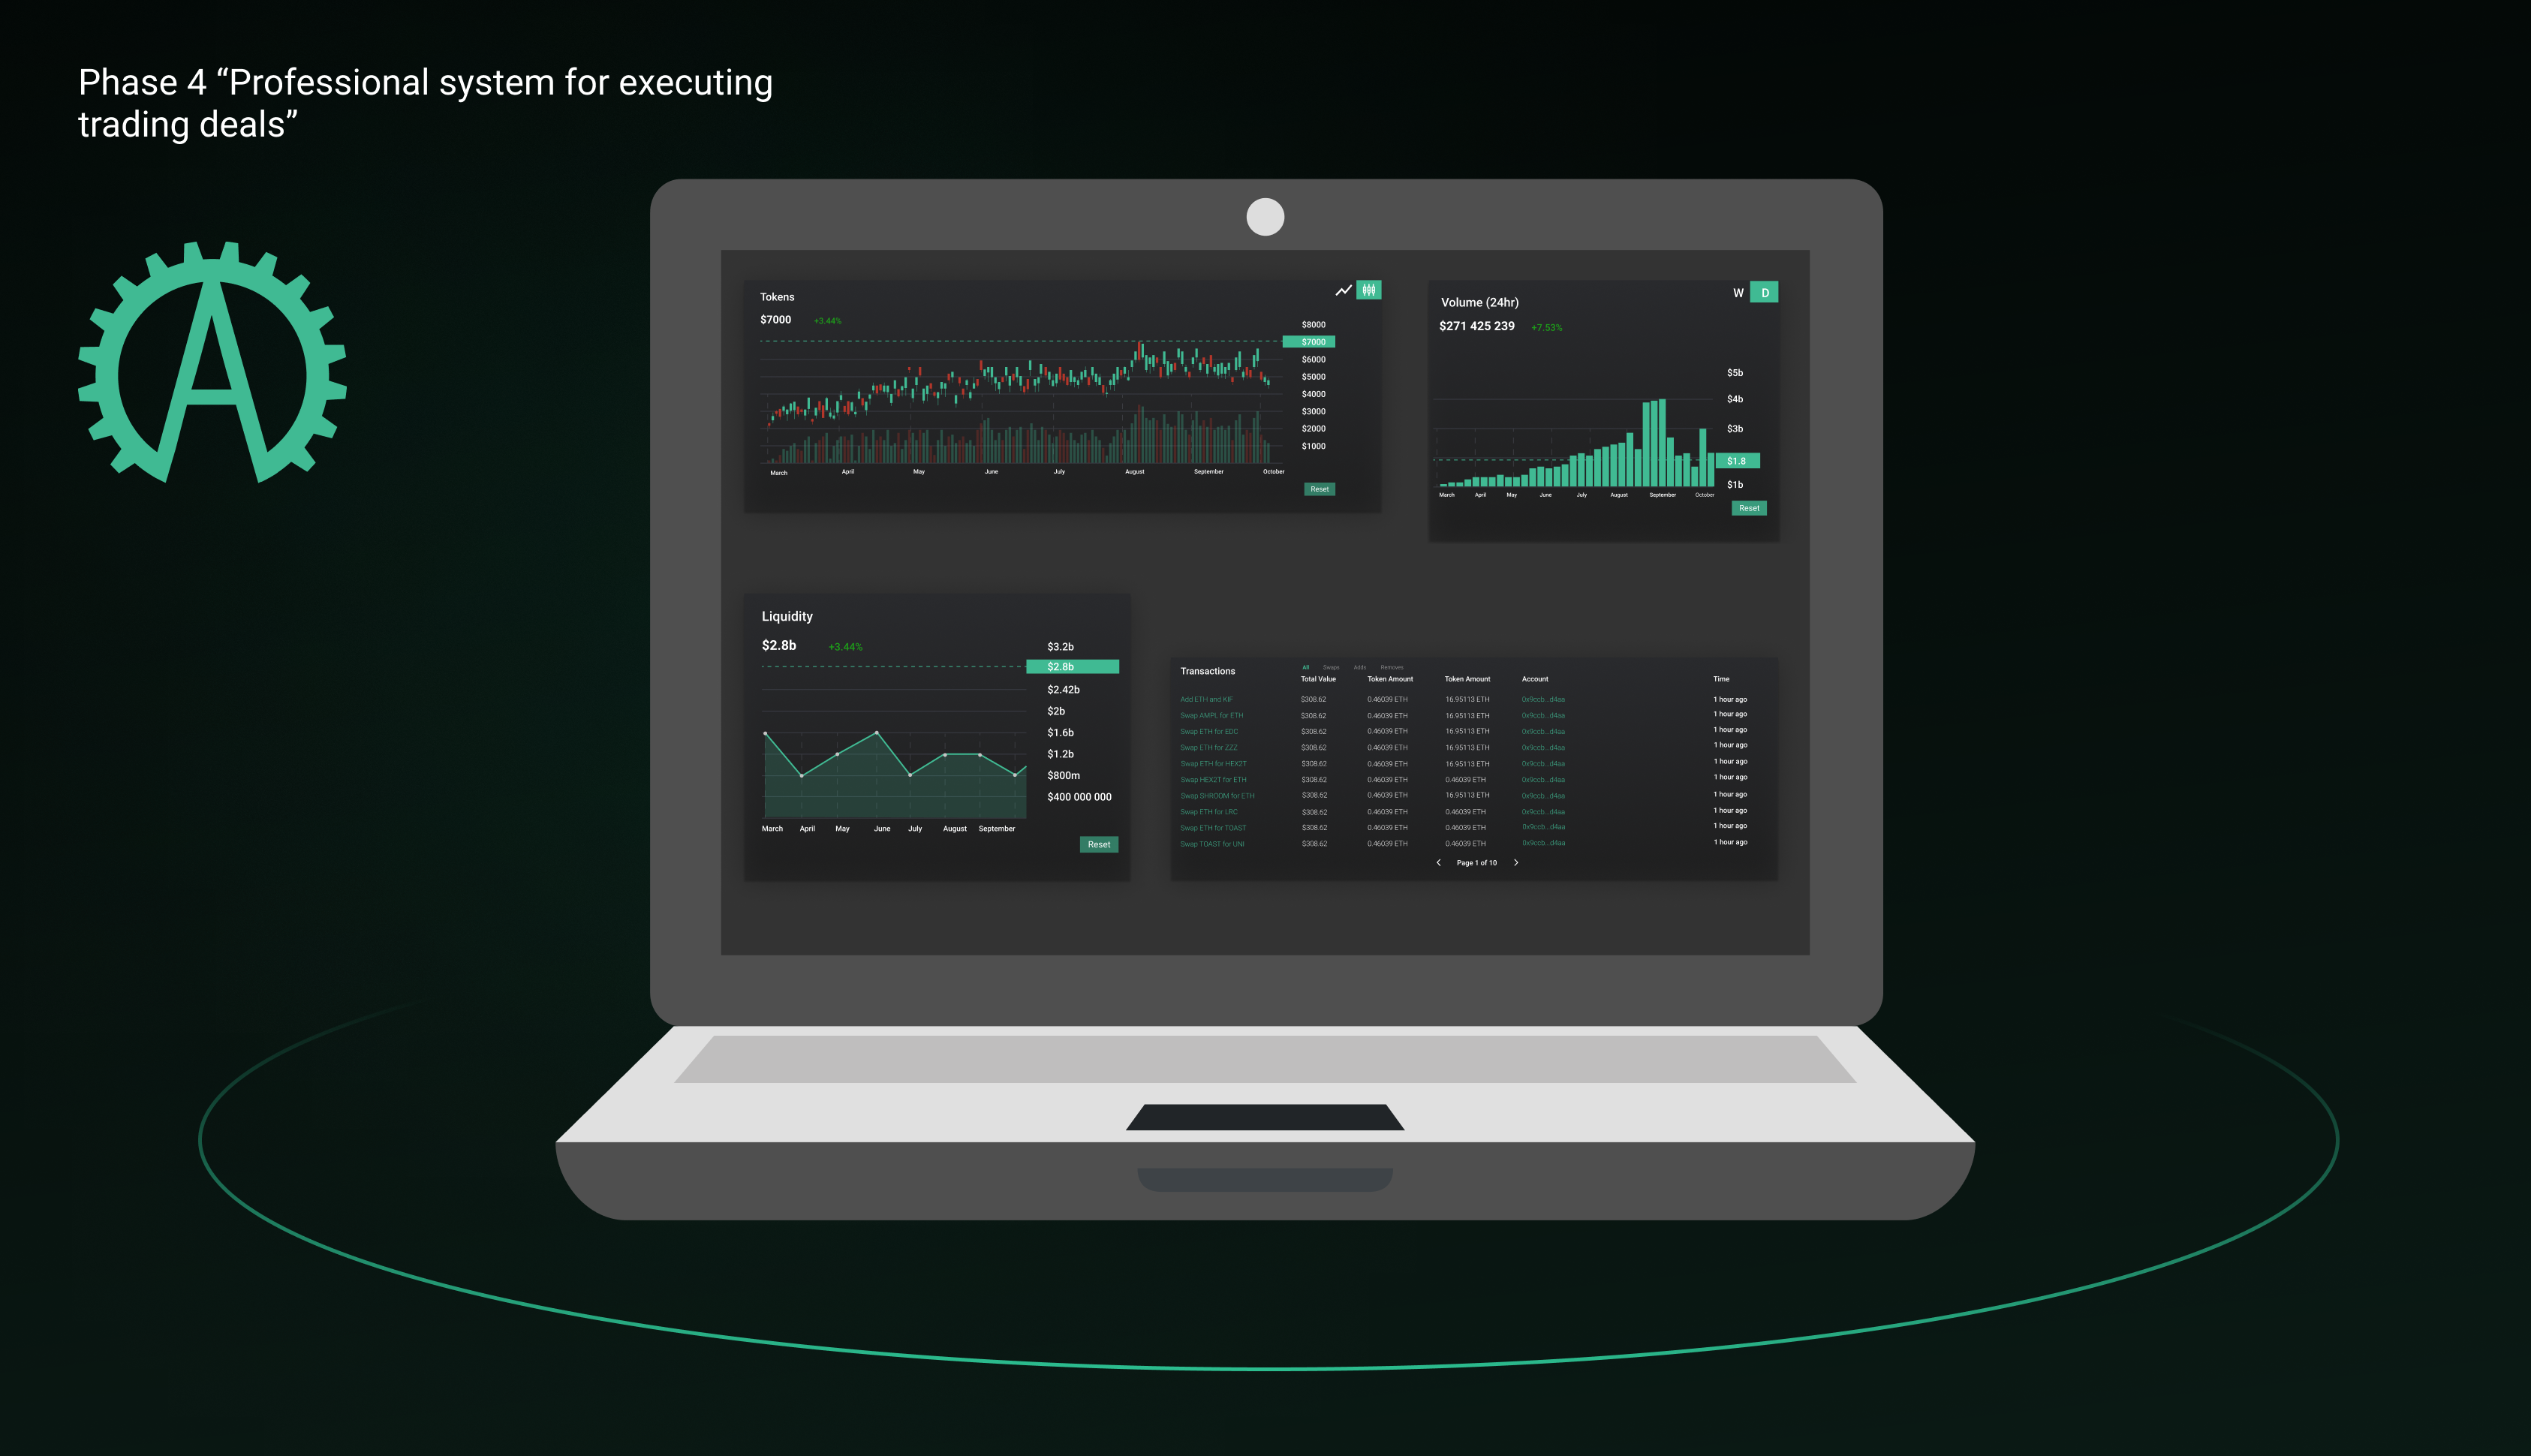 Phase 4 “Professional system for executing
trading deals”
Tokens
$7000 +3.44%
$8000
$7000
$6000
$5000
$4000
$3000
$2000
$1000
March April May June July August September October
Reset
W D
Volume (24hr)
$271 425 239 +7.53%
$5b
$4b
$3b
$1.8
$1b
March April May June July August September October
Reset
Liquidity
$2.8b +3.44%
$3.2b
$2.8b
$2.42b
$2b
$1.6b
$1.2b
$800m
$400 000 000
March April May June July August September
Reset
Transactions
All Swaps Adds Removes
Total Value Token Amount Token Amount Account Time
Add ETH and KIF $308.62 0.46039 ETH 16.95113 ETH 0x9ccb...d4aa 1 hour ago
Swap AMPL for ETH $308.62 0.46039 ETH 16.95113 ETH 0x9ccb...d4aa 1 hour ago
Swap ETH for EDC $308.62 0.46039 ETH 16.95113 ETH 0x9ccb...d4aa 1 hour ago
Swap ETH for ZZZ $308.62 0.46039 ETH 16.95113 ETH 0x9ccb...d4aa 1 hour ago
Swap ETH for HEX2T $308.62 0.46039 ETH 16.95113 ETH 0x9ccb...d4aa 1 hour ago
Swap HEX2T for ETH $308.62 0.46039 ETH 0.46039 ETH 0x9ccb...d4aa 1 hour ago
Swap SHROOM for ETH $308.62 0.46039 ETH 16.95113 ETH 0x9ccb...d4aa 1 hour ago
Swap ETH for LRC $308.62 0.46039 ETH 0.46039 ETH 0x9ccb...d4aa 1 hour ago
Swap ETH for TOAST $308.62 0.46039 ETH 0.46039 ETH 0x9ccb...d4aa 1 hour ago
Swap TOAST for UNI $308.62 0.46039 ETH 0.46039 ETH 0x9ccb...d4aa 1 hour ago
Page 1 of 10